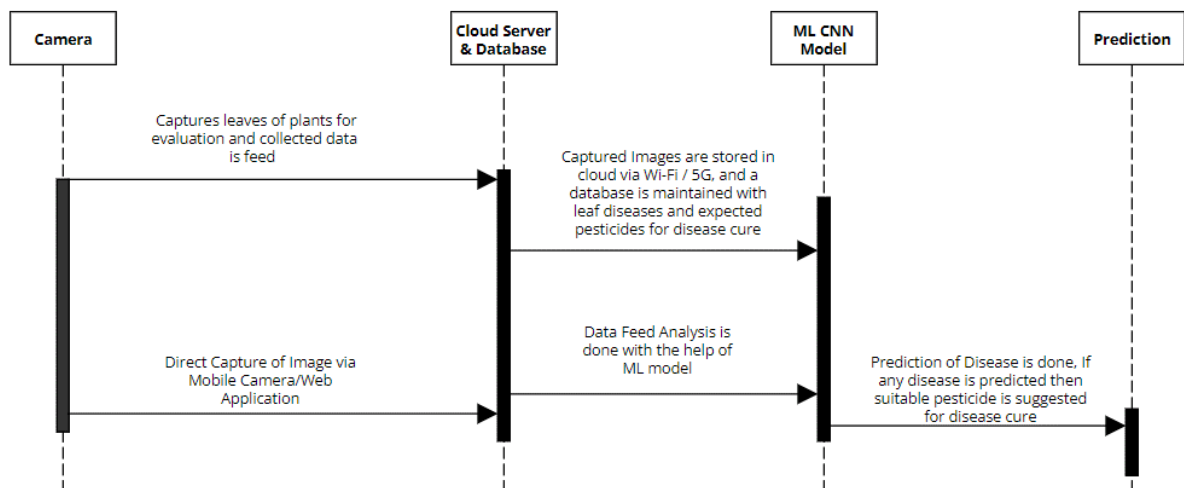 Camera
Cloud Server
& Database
ML CNN
Model
Prediction
Captures leaves of plants for
evaluation and collected data
is feed
Captured Images are stored in
cloud via Wi-Fi / 5G, and a
database is maintained with
leaf diseases and expected
pesticides for disease cure
Direct Capture of Image via
Mobile Camera/Web
Application
Data Feed Analysis is
done with the help of
ML model
Prediction of Disease is done, If
any disease is predicted then
suitable pesticide is suggested
for disease cure